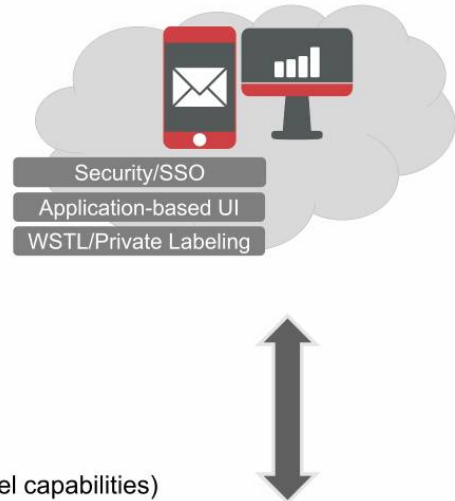 Security/SSO
Application-based UI
WSTL/Private Labeling
el capabilities)